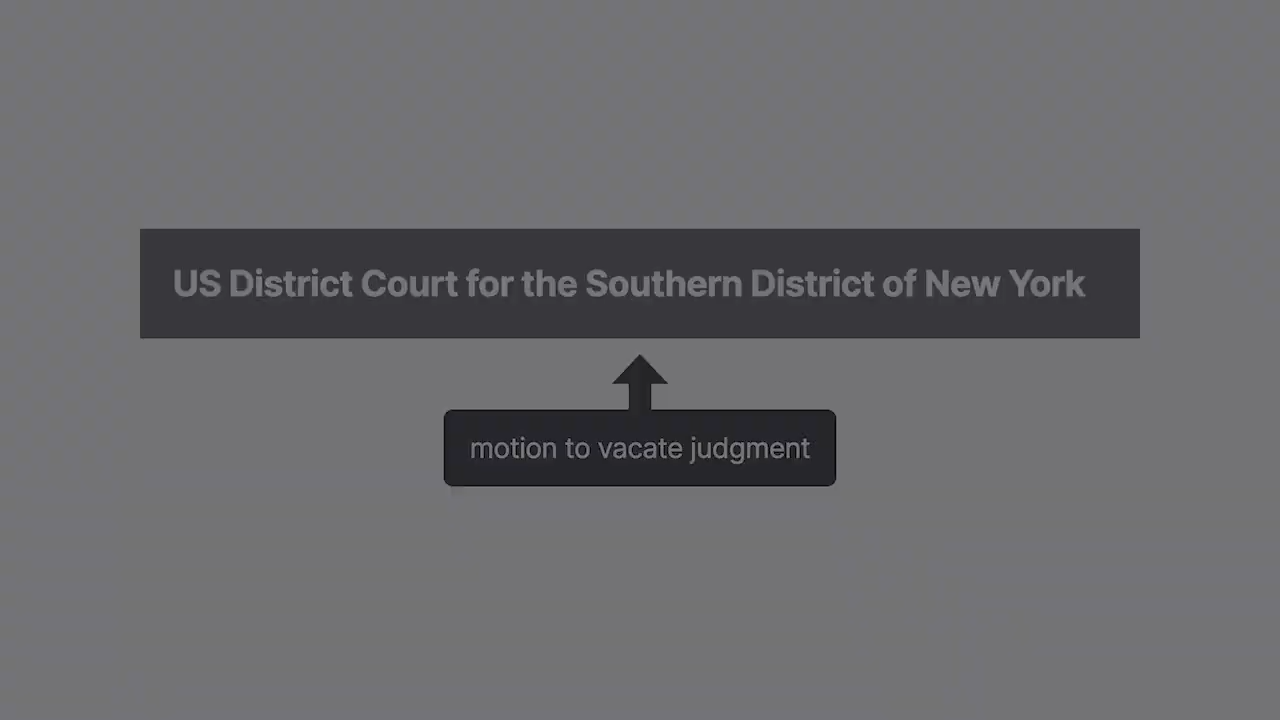 US District Court for the Southern District of New York
motion to vacate judgment